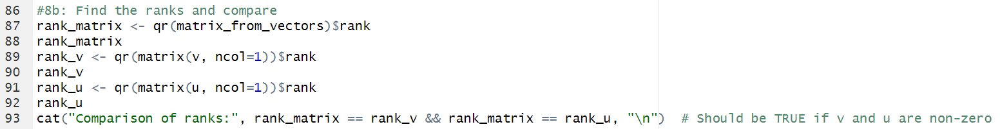 86 #8b: Find the ranks and compare
87 rank_matrix <- qr(matrix_from_vectors)$rank
88 rank_matrix
89 rank_v <- qr(matrix(v, ncol=1))$rank
90 rank_v
91 rank_u <- qr(matrix(u, ncol=1))$rank
92 rank_u
93 cat("Comparison of ranks:", rank_matrix == rank_v && rank_matrix == rank_u, "\n")  # Should be TRUE if v and u are non-zero